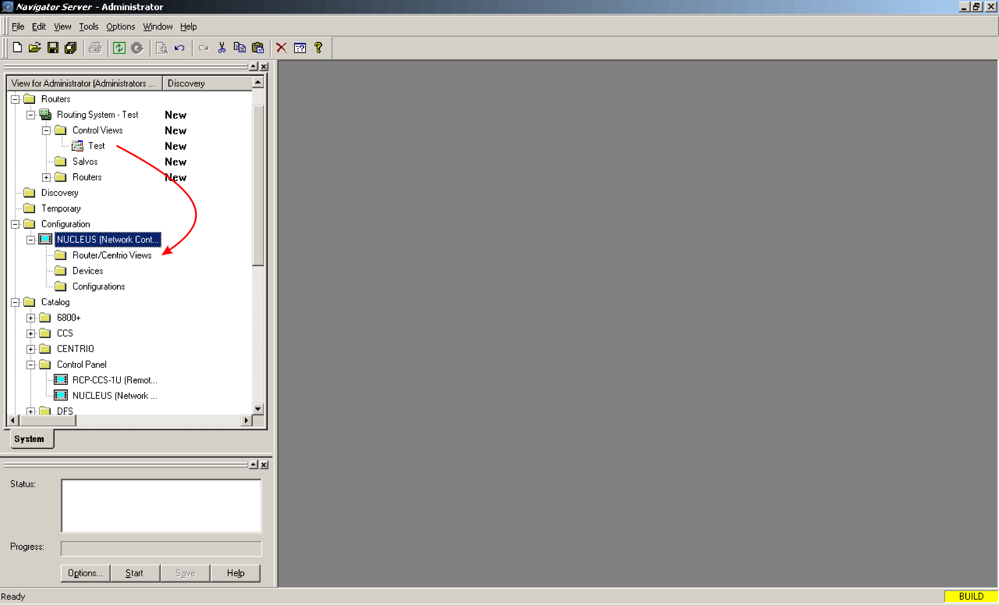 Navigator Server - Administrator
File Edit View Tools Options Window Help
View for Administrator (Administrators ... Discovery
Routers
Routing System - Test New
Control Views New
Test New
Salvos New
Routers New
Discovery
Temporary
Configuration
NUCLEUS (Network Cont...
Router/Centrio Views
Devices
Configurations
Catalog
6800+
CCS
CENTRIO
Control Panel
RCP-CCS-1U (Remot...
NUCLEUS (Network ...
DFS
System
Status:
Progress:
Options... Start Save Help
Ready BUILD